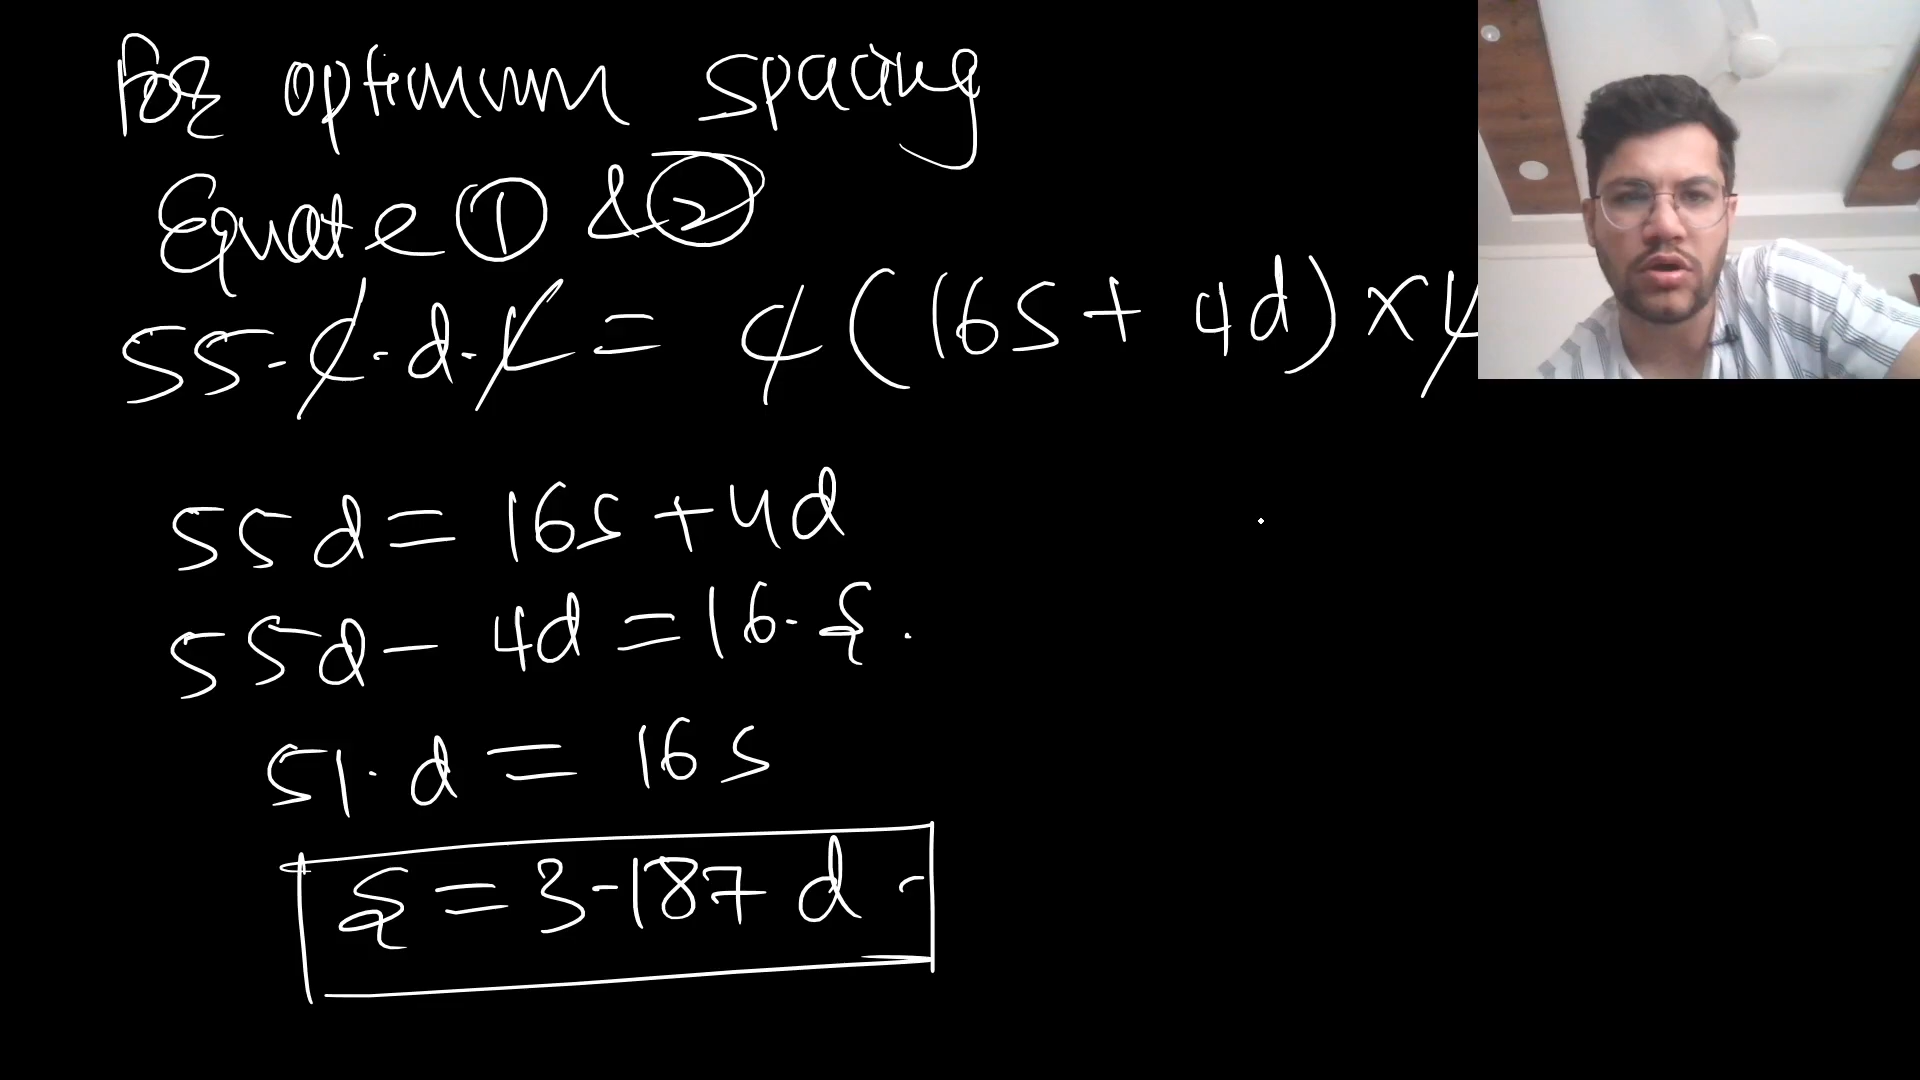 For optimum spacing
Equate ① & ②
55 · · d · = (16s + 4d) ×
55d = 16s + 4d
55d - 4d = 16 · s.
51 · d = 16s
s = 3.187 d